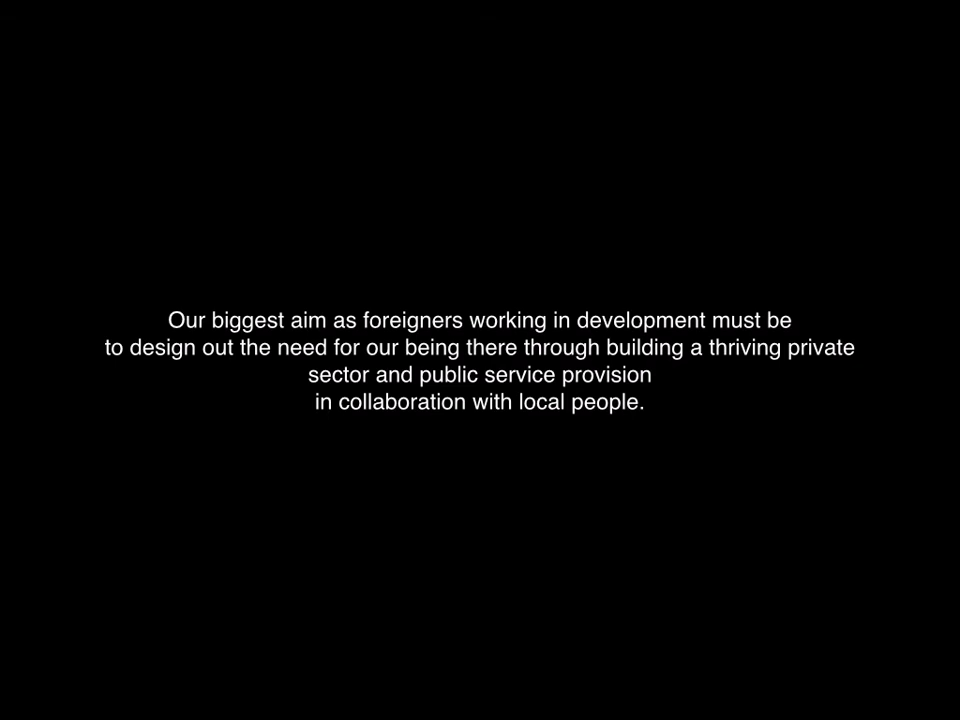 Our biggest aim as foreigners working in development must be
to design out the need for our being there through building a thriving private
sector and public service provision
in collaboration with local people.